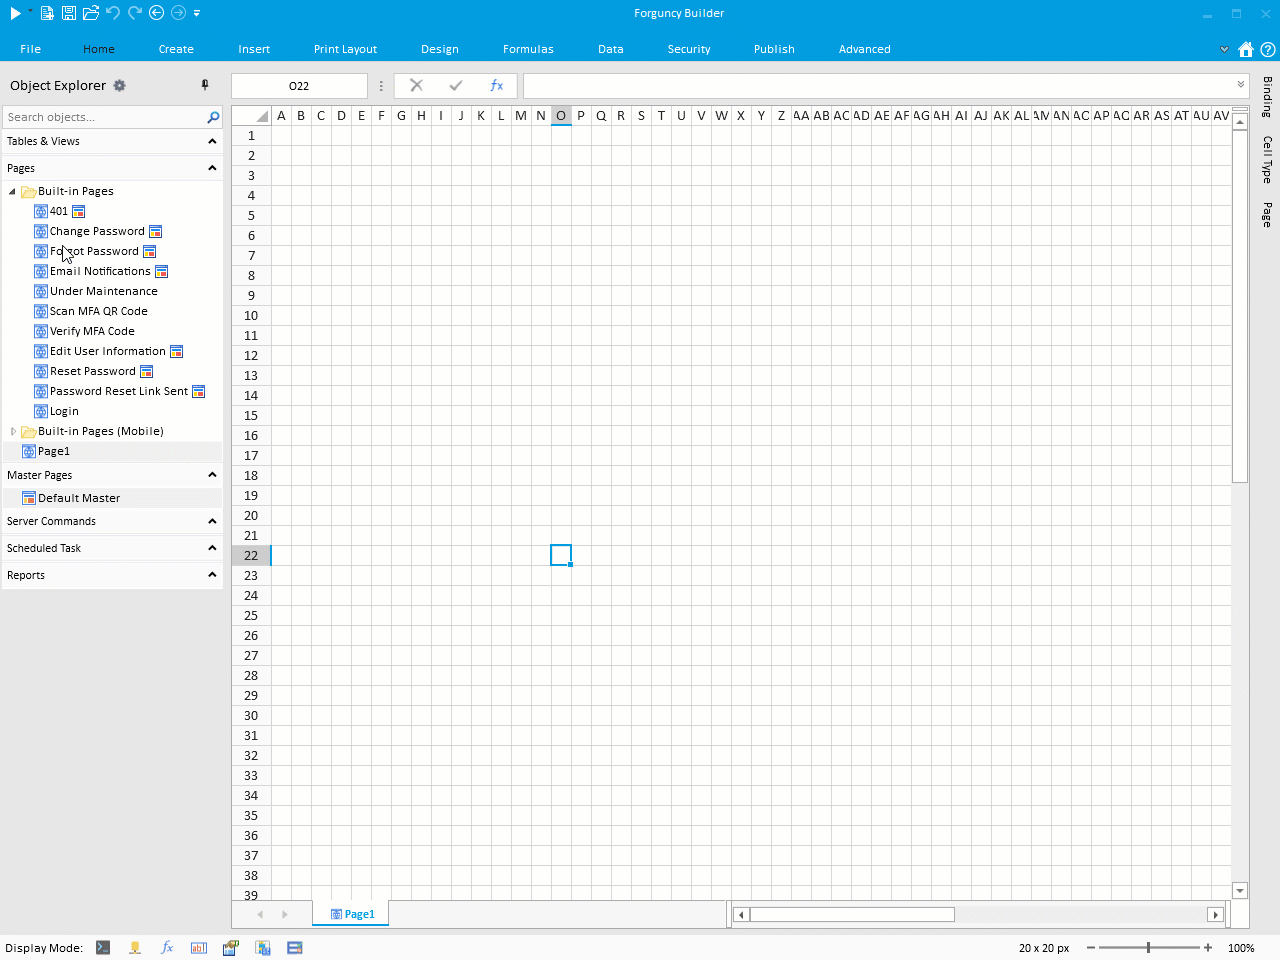 Forguncy Builder
File Home Create Insert Print Layout Design Formulas Data Security Publish Advanced
Object Explorer
O22
fx
Search objects...
A B C D E F G H I J K L M N O P Q R S T U V W X Y Z AA AB AC AD AE AF AG AH AI AJ AK AL AM AN AO AP AQ AR AS AT AU AV
Tables & Views
Pages
Built-in Pages
401
Change Password
Forgot Password
Email Notifications
Under Maintenance
Scan MFA QR Code
Verify MFA Code
Edit User Information
Reset Password
Password Reset Link Sent
Login
Built-in Pages (Mobile)
Page1
Master Pages
Default Master
Server Commands
Scheduled Task
Reports
1
2
3
4
5
6
7
8
9
10
11
12
13
14
15
16
17
18
19
20
21
22
23
24
25
26
27
28
29
30
31
32
33
34
35
36
37
38
39
Binding
Cell Type
Page
Page1
Display Mode:
fx
ab
20 x 20 px
100%